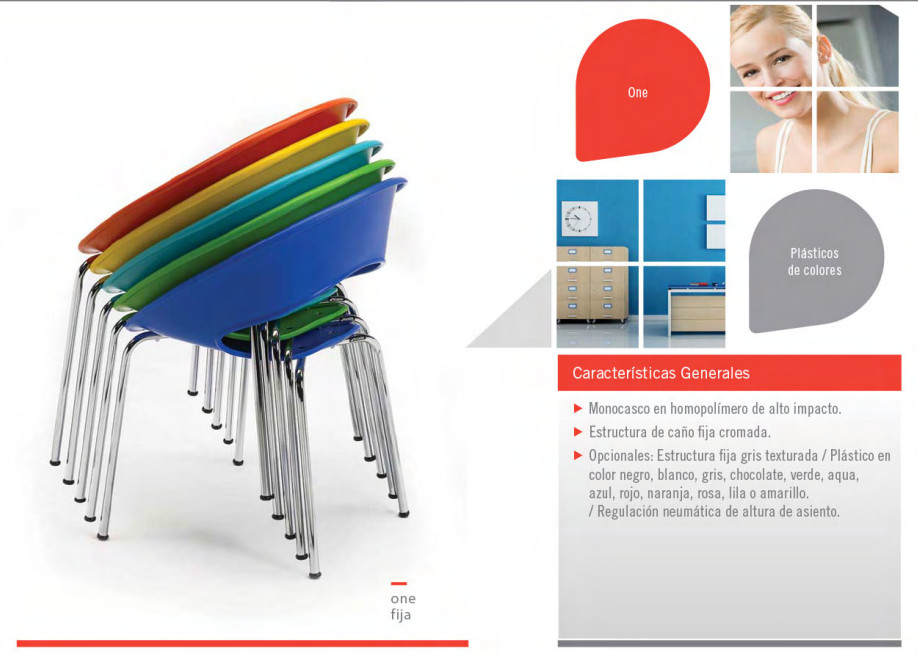 One
Plásticos
de colores
Características Generales
Monocasco en homopolímero de alto impacto.
Estructura de caño fija cromada.
Opcionales: Estructura fija gris texturada / Plástico en
color negro, blanco, gris, chocolate, verde, aqua,
azul, rojo, naranja, rosa, lila o amarillo.
/ Regulación neumática de altura de asiento.
one
fija